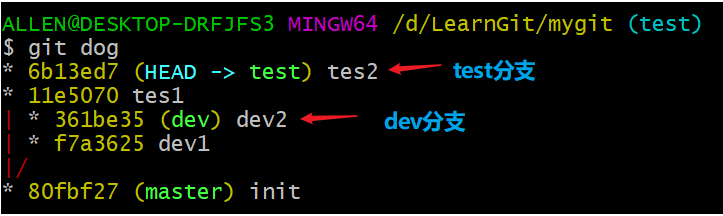 ALLEN@DESKTOP-DRFJFS3 MINGW64 /d/LearnGit/mygit (test)
$ git dog
* 6b13ed7 (HEAD -> test) tes2 test分支
* 11e5070 tes1
| * 361be35 (dev) dev2 dev分支
| * f7a3625 dev1
|/
* 80fbf27 (master) init